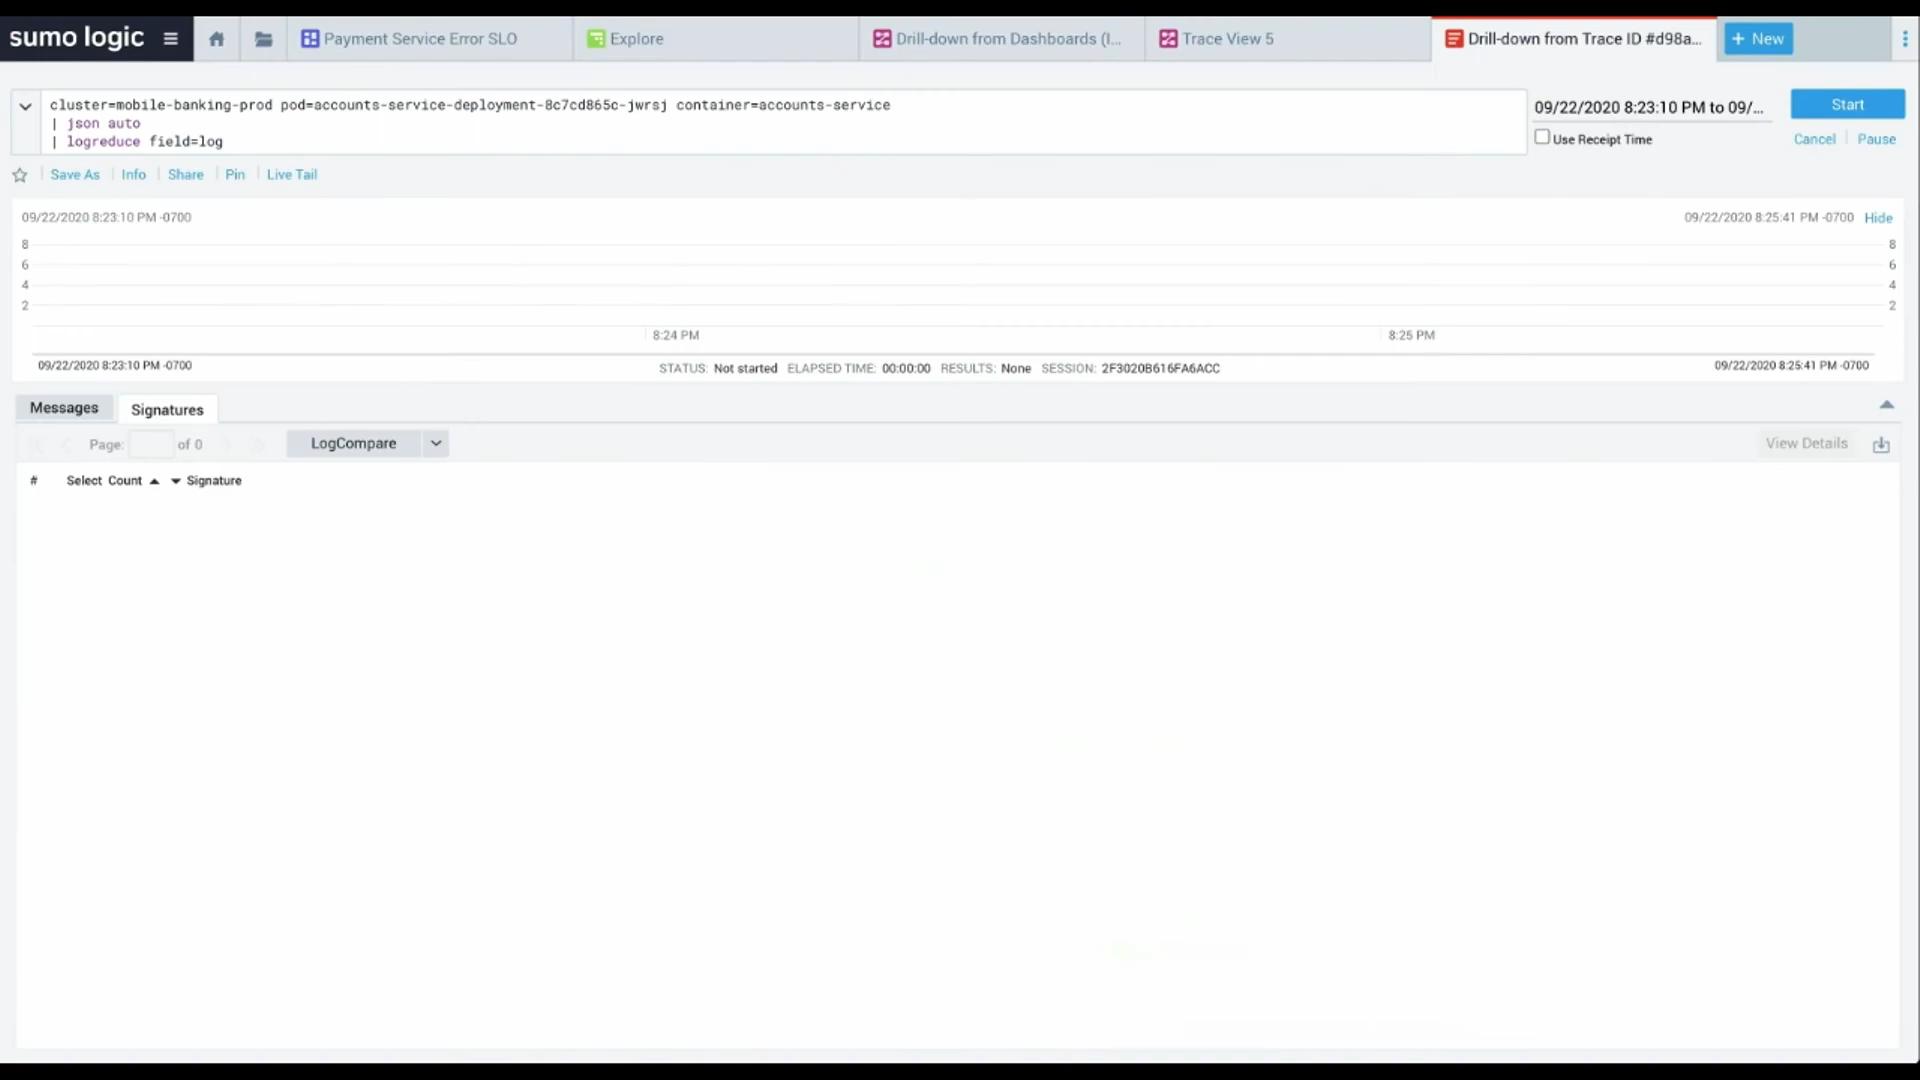 sumo logic
Payment Service Error SLO
Explore
Drill-down from Dashboards (I...
Trace View 5
Drill-down from Trace ID #d98a...
+ New
cluster=mobile-banking-prod pod=accounts-service-deployment-8c7cd865c-jwrsj container=accounts-service
| json auto
| logreduce field=log
09/22/2020 8:23:10 PM to 09/...
Start
Use Receipt Time
Cancel
Pause
Save As
Info
Share
Pin
Live Tail
09/22/2020 8:23:10 PM -0700
09/22/2020 8:25:41 PM -0700
Hide
8
8
6
6
4
4
2
2
8:24 PM
8:25 PM
09/22/2020 8:23:10 PM -0700
STATUS: Not started ELAPSED TIME: 00:00:00 RESULTS: None SESSION: 2F3020B616FA6ACC
09/22/2020 8:25:41 PM -0700
Messages
Signatures
Page:
of 0
LogCompare
View Details
# Select Count Signature